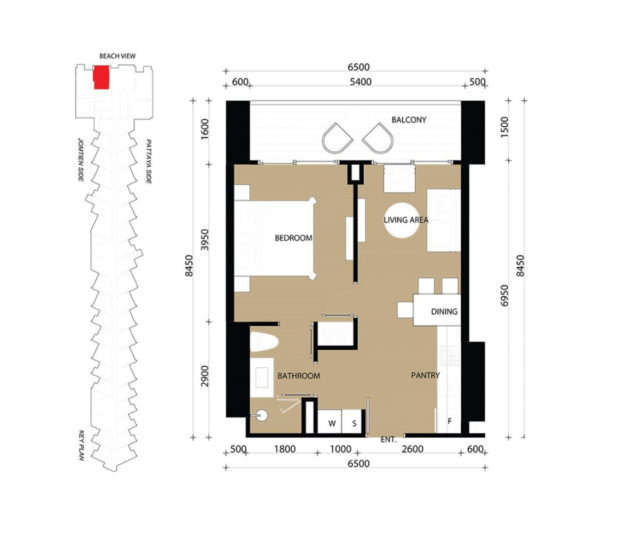 BEACH VIEW
JOMTIEN SIDE
PATTAYA SIDE
KEY PLAN
6500
600
5400
500
1600
3950
2900
8450
1500
6950
8450
BALCONY
BEDROOM
LIVING AREA
DINING
BATHROOM
PANTRY
W
S
F
ENT.
500
1800
1000
2600
600
6500